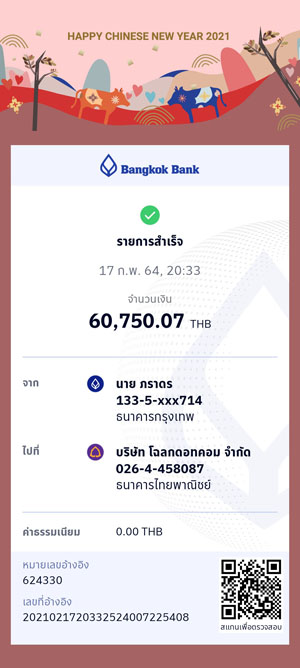 HAPPY CHINESE NEW YEAR 2021
Bangkok Bank
รายการสำเร็จ
17 ก.พ. 64, 20:33
จำนวนเงิน
60,750.07 THB
จาก
นาย ภราดร
133-5-xxx714
ธนาคารกรุงเทพ
ไปที่
บริษัท โฉลกดอทคอม จำกัด
026-4-458087
ธนาคารไทยพาณิชย์
ค่าธรรมเนียม 0.00 THB
หมายเลขอ้างอิง
624330
เลขที่อ้างอิง
2021021720332524007225408
สแกนเพื่อตรวจสอบ